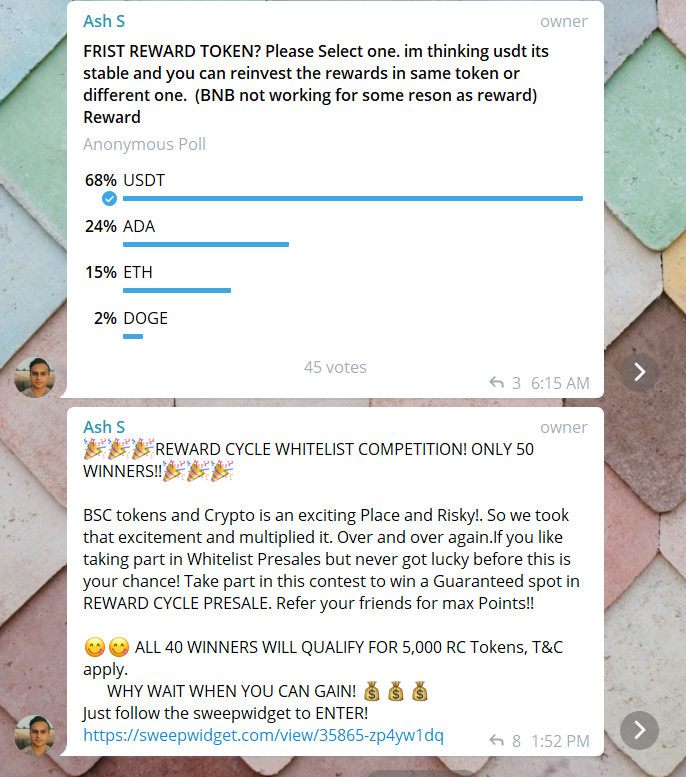 Ash S owner
FRIST REWARD TOKEN? Please Select one. im thinking usdt its
stable and you can reinvest the rewards in same token or
different one. (BNB not working for some reson as reward)
Reward
Anonymous Poll
68% USDT
24% ADA
15% ETH
2% DOGE
45 votes
3 6:15 AM
Ash S owner
🎉🎉🎉REWARD CYCLE WHITELIST COMPETITION! ONLY 50
WINNERS!!🎉🎉🎉
BSC tokens and Crypto is an exciting Place and Risky!. So we took
that excitement and multiplied it. Over and over again.If you like
taking part in Whitelist Presales but never got lucky before this is
your chance! Take part in this contest to win a Guaranteed spot in
REWARD CYCLE PRESALE. Refer your friends for max Points!!
😋😋 ALL 40 WINNERS WILL QUALIFY FOR 5,000 RC Tokens, T&C
apply.
WHY WAIT WHEN YOU CAN GAIN! 💰 💰 💰
Just follow the sweepwidget to ENTER!
https://sweepwidget.com/view/35865-zp4yw1dq
8 1:52 PM